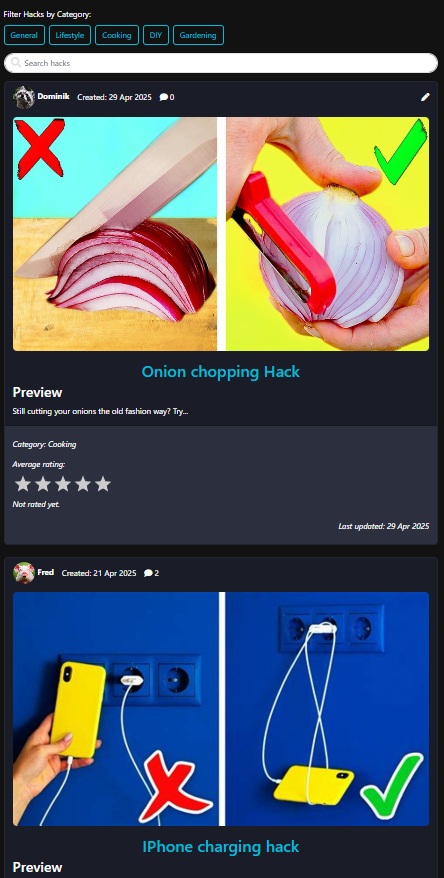 Filter Hacks by Category:
General Lifestyle Cooking DIY Gardening
Search hacks
Dominik Created: 29 Apr 2025 0
Onion chopping Hack
Preview
Still cutting your onions the old fashion way? Try...
Category: Cooking
Average rating:
Not rated yet.
Last updated: 29 Apr 2025
Fred Created: 21 Apr 2025 2
IPhone charging hack
Preview